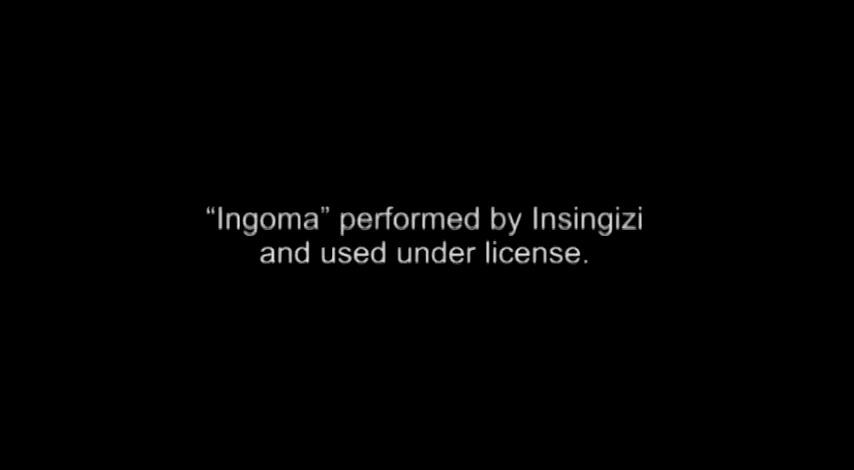 “Ingoma” performed by Insingizi
and used under license.